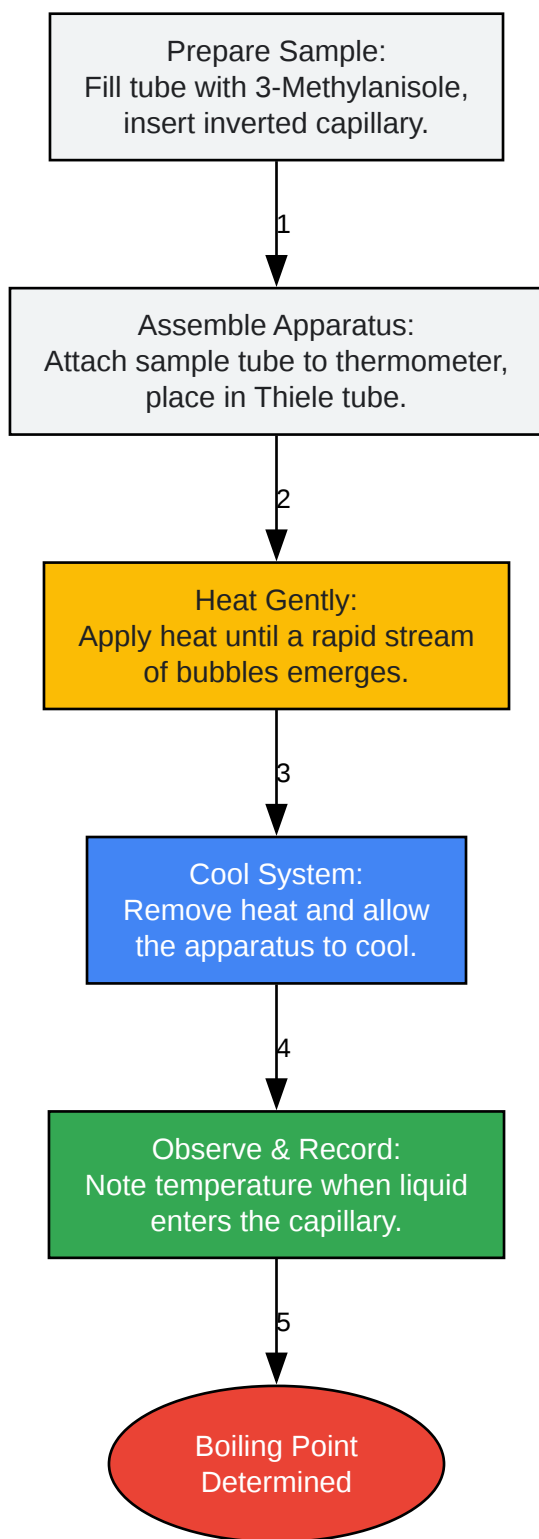 Prepare Sample:
Fill tube with 3-Methylanisole,
insert inverted capillary.
1
Assemble Apparatus:
Attach sample tube to thermometer,
place in Thiele tube.
2
Heat Gently:
Apply heat until a rapid stream
of bubbles emerges.
3
Cool System:
Remove heat and allow
the apparatus to cool.
4
Observe & Record:
Note temperature when liquid
enters the capillary.
5
Boiling Point
Determined